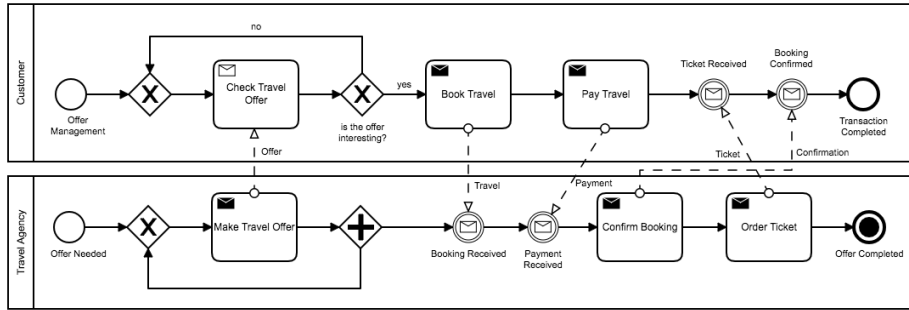 Customer
no
Offer
Management
Check Travel
Offer
is the offer
interesting?
yes
Book Travel
Pay Travel
Ticket Received
Booking
Confirmed
Transaction
Completed
Offer
Travel
Payment
Ticket
Confirmation
Travel Agency
Offer Needed
Make Travel Offer
Booking Received
Payment
Received
Confirm Booking
Order Ticket
Offer Completed